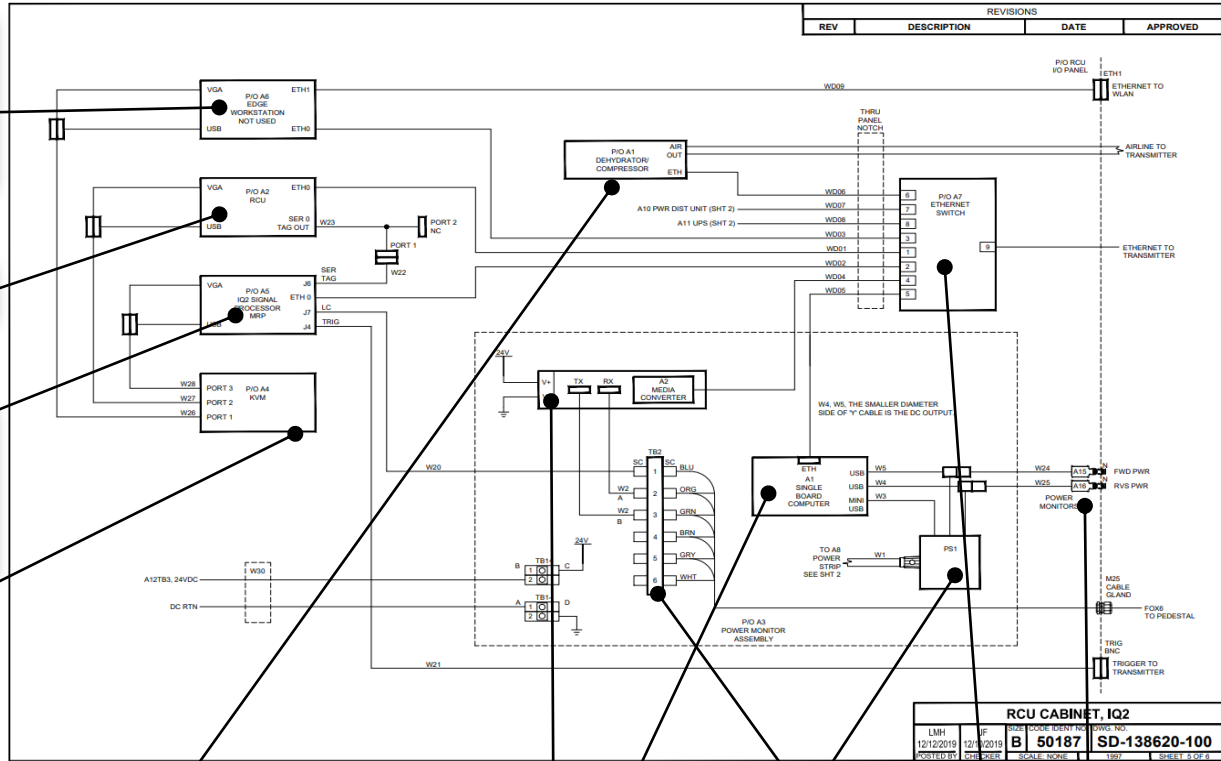 REVISIONS
REV DESCRIPTION DATE APPROVED
P/O RCU
I/O PANEL
ETH1
ETHERNET TO
WLAN
VGA
P/O A6
EDGE
WORKSTATION
NOT USED
ETH1
USB
ETH0
WD09
THRU
PANEL
NOTCH
P/O A1
DEHYDRATOR/
COMPRESSOR
AIR
OUT
ETH
AIRLINE TO
TRANSMITTER
VGA
P/O A2
RCU
ETH0
USB
SER 0
TAG OUT
W23
PORT 2
NC
PORT 1
W22
A10 PWR DIST UNIT (SHT 2)
A11 UPS (SHT 2)
WD06
WD07
WD08
WD03
WD01
WD02
WD04
WD05
6
7
8
3
1
2
4
5
P/O A7
ETHERNET
SWITCH
9
ETHERNET TO
TRANSMITTER
VGA
P/O A5
IQ2 SIGNAL
PROCESSOR
MRP
USB
SER
TAG
J6
ETH 0
J7
LC
J4
TRIG
W28
W27
W26
PORT 3
PORT 2
PORT 1
P/O A4
KVM
24V
V+
TX
RX
A2
MEDIA
CONVERTER
W4, W5, THE SMALLER DIAMETER
SIDE OF "Y" CABLE IS THE DC OUTPUT.
W20
TB2
SC
SC
1
BLU
W2
A
2
ORG
W2
B
3
GRN
4
BRN
5
GRY
6
WHT
ETH
A1
SINGLE
BOARD
COMPUTER
USB
USB
MINI
USB
W5
W4
W3
W24
W25
A15
A16
N
N
FWD PWR
RVS PWR
POWER
MONITORS
TO A8
POWER
STRIP
SEE SHT 2
W1
PS1
24V
B
TB1+
1
2
C
A
TB1-
1
2
D
A12TB3, 24VDC
DC RTN
W30
P/O A3
POWER MONITOR
ASSEMBLY
M25
CABLE
GLAND
FOX6
TO PEDESTAL
W21
TRIG
BNC
TRIGGER TO
TRANSMITTER
RCU CABINET, IQ2
LMH
12/12/2019
POSTED BY
JF
CHECKER
SIZE
B
CODE IDENT NO
50187
DWG. NO.
SD-138620-100
SCALE: NONE
1997
SHEET 5 OF 6